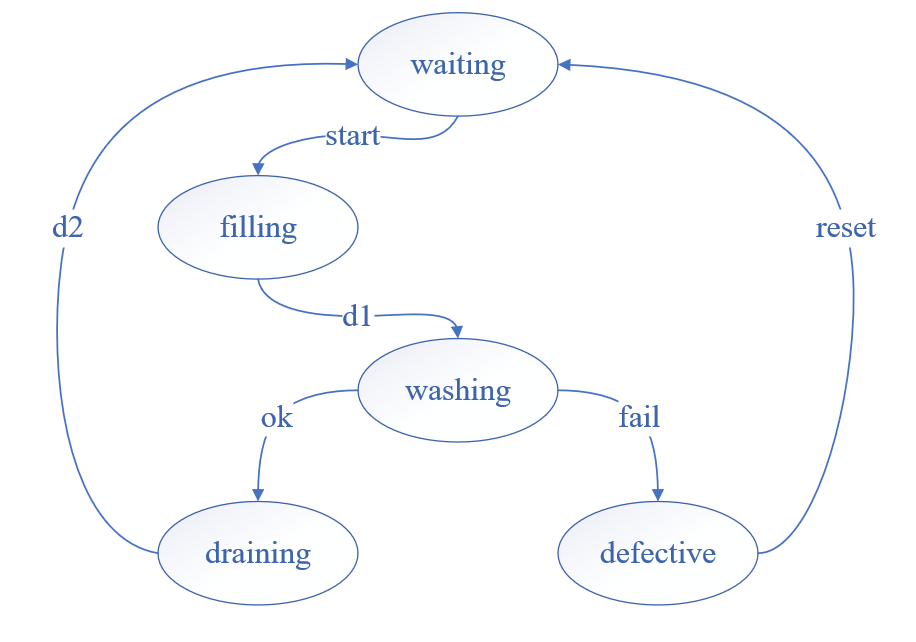 waiting
start
d2
filling
reset
d1
washing
ok
fail
draining
defective